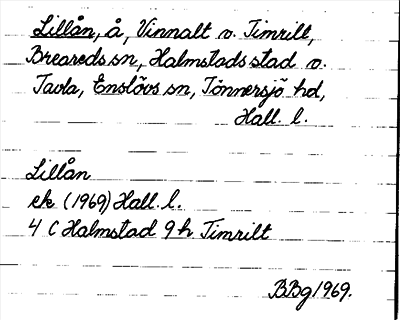 Lillån, å, Vinnalt o. Timrilt,
Breareds sn, Halmstads stad o.
Tavla, Enslövs sn, Tönnersjö hd,
Hall. l.
Lillån
ek (1969) Hall. l.
4 C Halmstad 9 h Timrilt
BBg 1969.